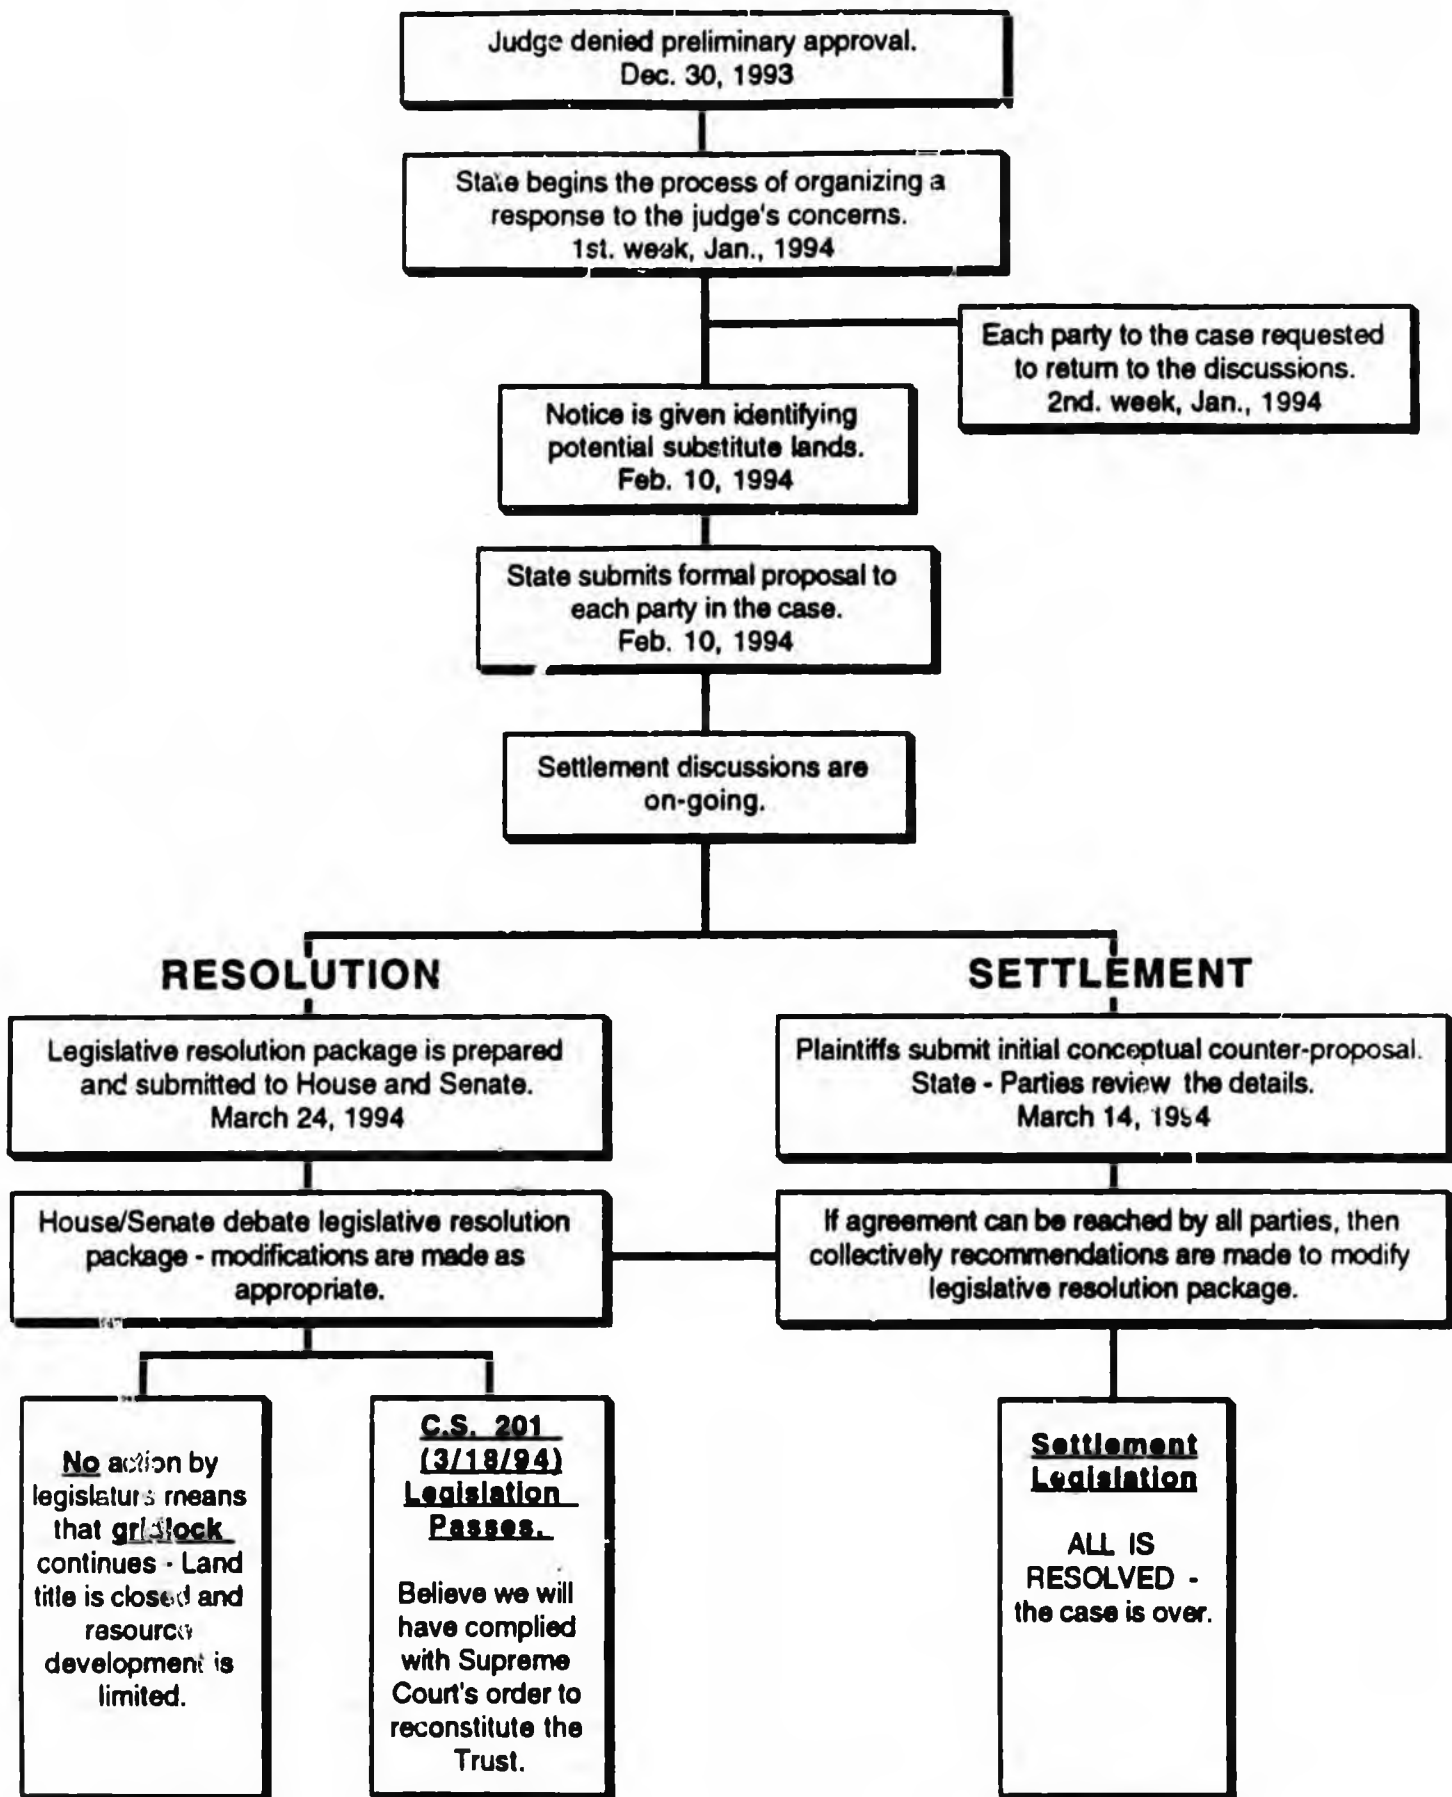 Judge denied preliminary approval.
Dec. 30, 1993
State begins the process of organizing a
response to the judge's concerns.
1st. week, Jan., 1994
Each party to the case requested
to return to the discussions.
2nd. week, Jan., 1994
Notice is given identifying
potential substitute lands.
Feb. 10, 1994
State submits formal proposal to
each party in the case.
Feb. 10, 1994
Settlement discussions are
on-going.
RESOLUTION
Legislative resolution package is prepared
and submitted to House and Senate.
March 24, 1994
House/Senate debate legislative resolution
package - modifications are made as
appropriate.
SETTLEMENT
Plaintiffs submit initial conceptual counter-proposal.
State - Parties review the details.
March 14, 1994
If agreement can be reached by all parties, then
collectively recommendations are made to modify
legislative resolution package.
No action by
legislature means
that gridlock
continues - Land
title is closed and
resource
development is
limited.
C.S. 201
(3/18/94)
Legislation
Passes.
Believe we will
have complied
with Supreme
Court's order to
reconstitute the
Trust.
Settlement
Legislation
ALL IS
RESOLVED -
the case is over.